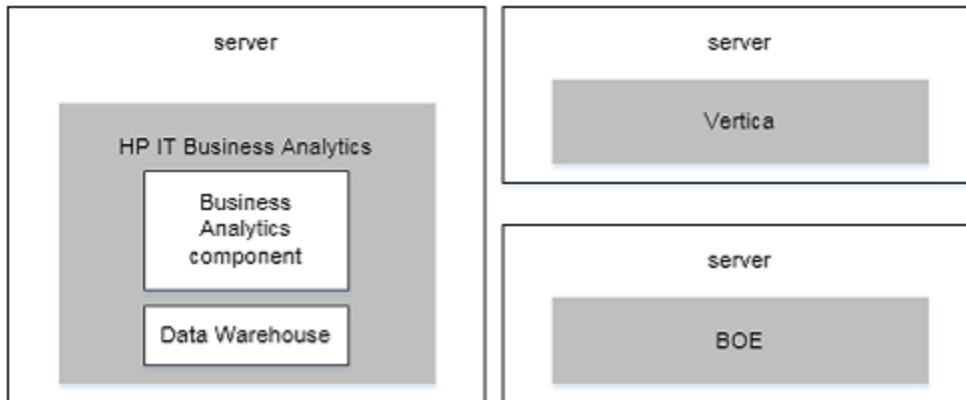 server
HP IT Business Analytics
Business
Analytics
component
Data Warehouse
server
Vertica
server
BOE